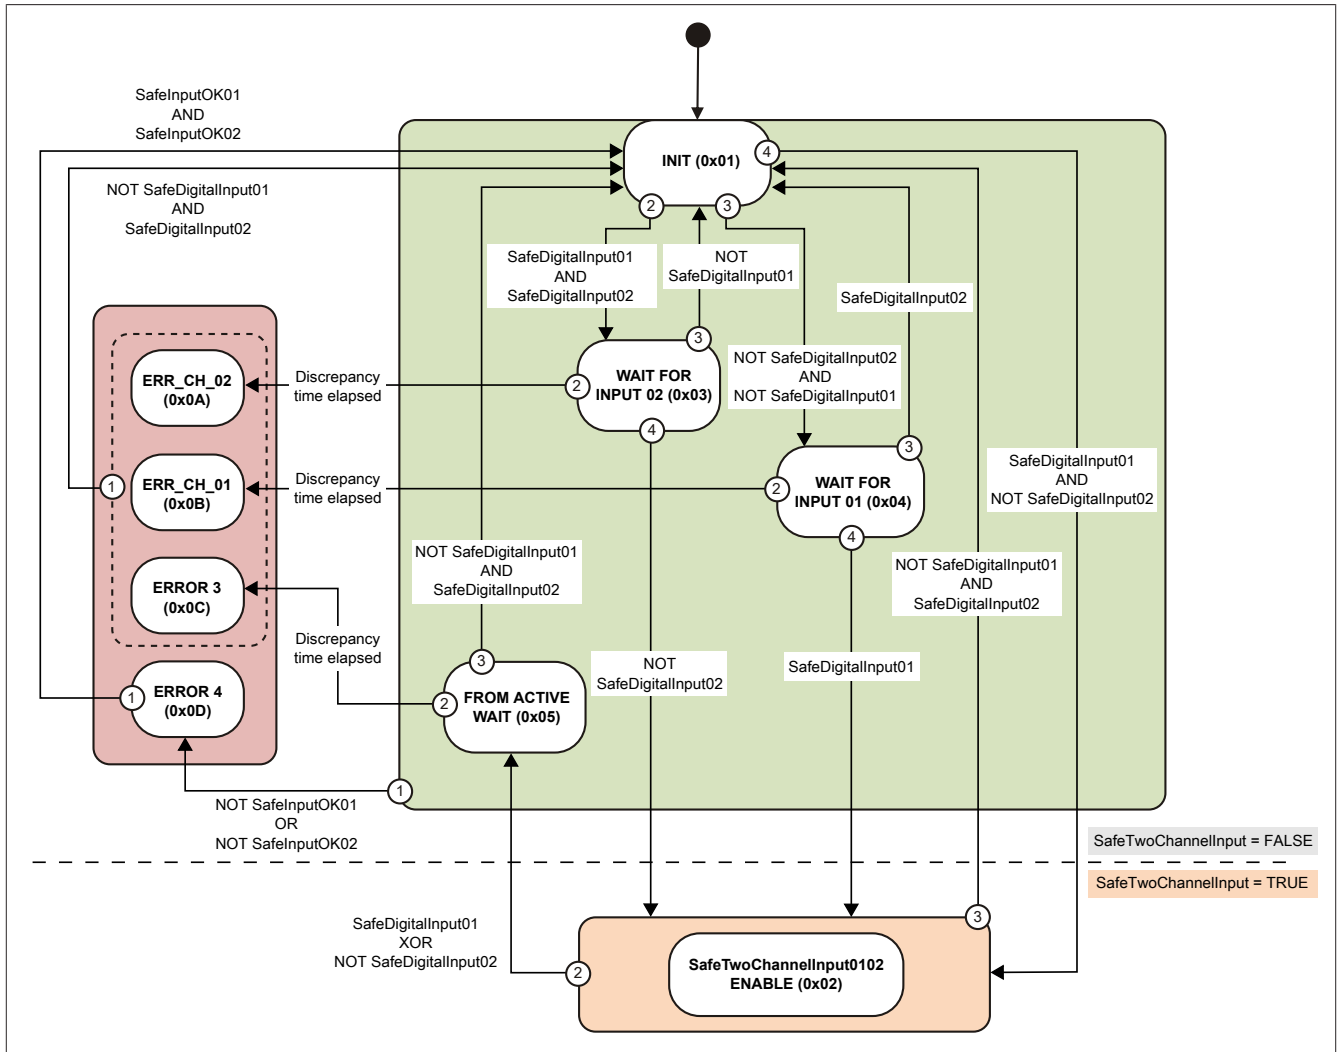 SafeInputOK01
AND
SafeInputOK02
INIT (0x01)
4
NOT SafeDigitalInput01
AND
SafeDigitalInput02
2
3
SafeDigitalInput01
AND
SafeDigitalInput02
NOT
SafeDigitalInput01
SafeDigitalInput02
3
NOT SafeDigitalInput02
AND
NOT SafeDigitalInput01
ERR_CH_02
(0x0A)
Discrepancy
time elapsed
2
WAIT FOR
INPUT 02 (0x03)
4
3
SafeDigitalInput01
AND
NOT SafeDigitalInput02
1
ERR_CH_01
(0x0B)
Discrepancy
time elapsed
2
WAIT FOR
INPUT 01 (0x04)
4
NOT SafeDigitalInput01
AND
SafeDigitalInput02
NOT SafeDigitalInput01
AND
SafeDigitalInput02
ERROR 3
(0x0C)
Discrepancy
time elapsed
3
NOT
SafeDigitalInput02
SafeDigitalInput01
1
ERROR 4
(0x0D)
2
FROM ACTIVE
WAIT (0x05)
1
NOT SafeInputOK01
OR
NOT SafeInputOK02
SafeTwoChannelInput = FALSE
SafeTwoChannelInput = TRUE
SafeDigitalInput01
XOR
NOT SafeDigitalInput02
3
2
SafeTwoChannelInput0102
ENABLE (0x02)